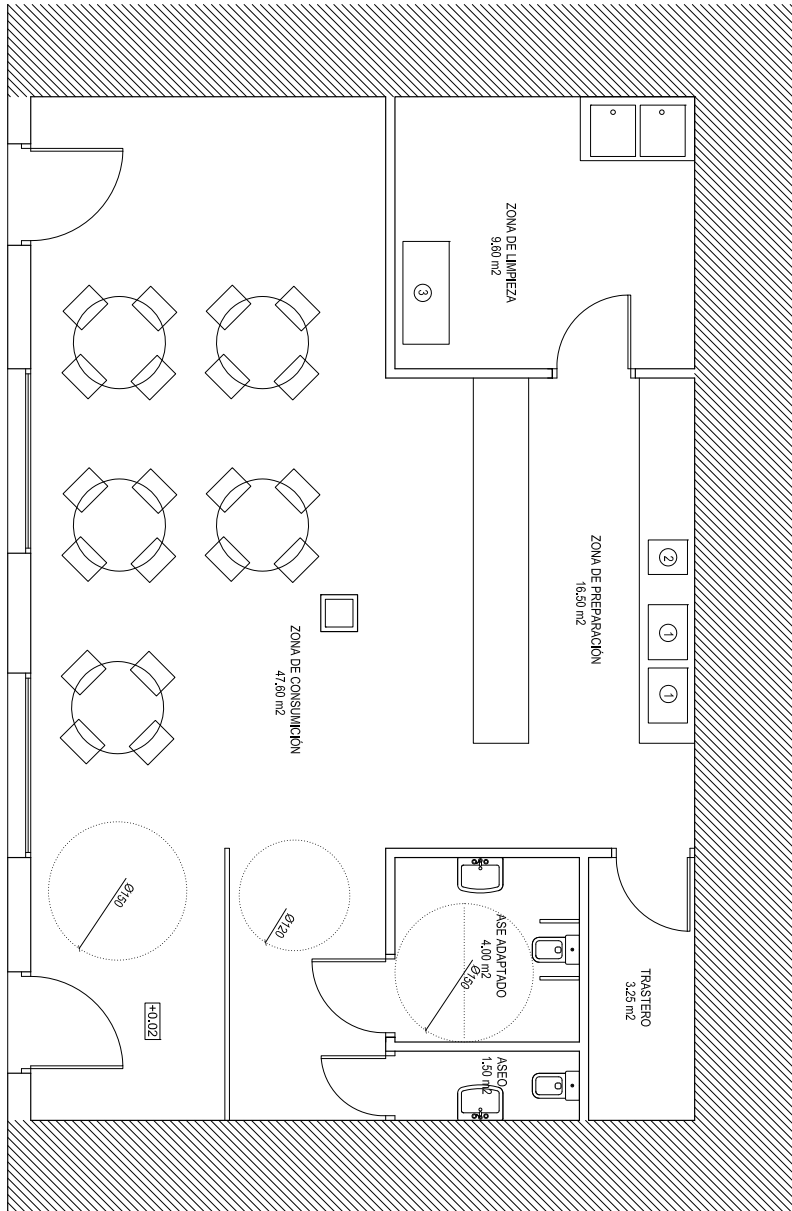 ZONA DE LIMPIEZA
9.60 m2
3
2
1
1
ZONA DE PREPARACIÓN
16.50 m2
ZONA DE CONSUMICIÓN
47.60 m2
Ø150
Ø120
ASE ADAPTADO
4.00 m2
Ø150
TRASTERO
3.25 m2
+0.02
ASEO
1.50 m2